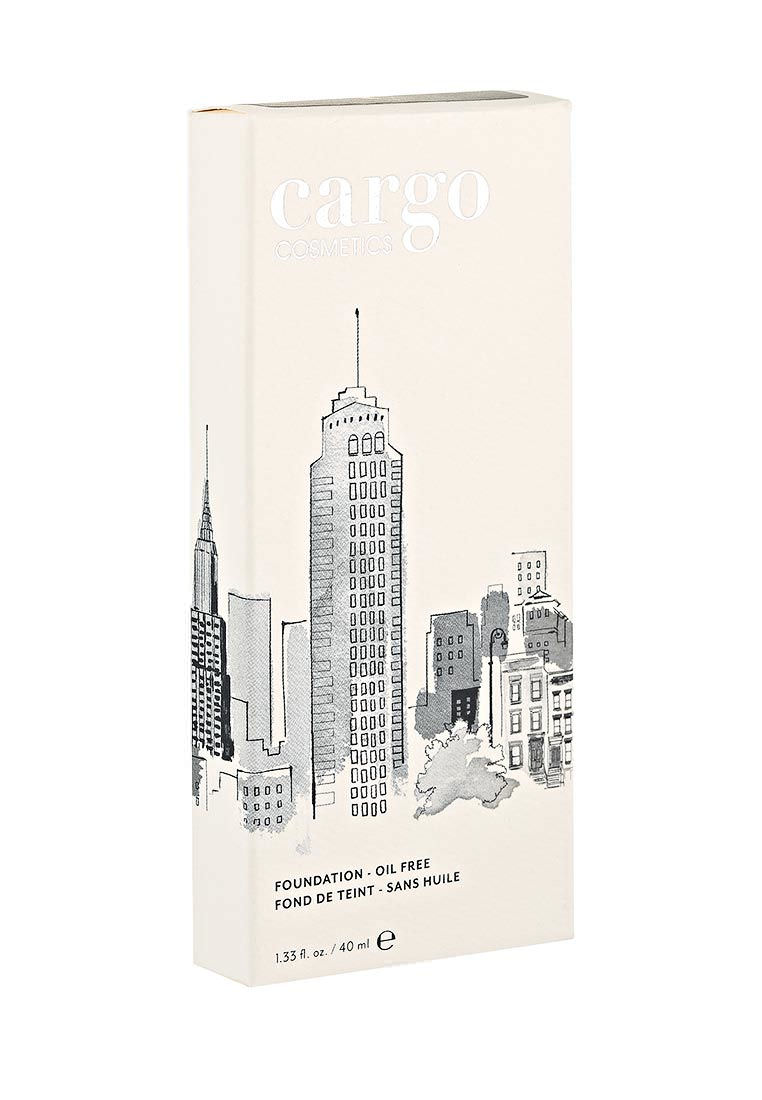 cargo
COSMETICS
FOUNDATION - OIL FREE
FOND DE TEINT - SANS HUILE
1.33 fl. oz. / 40 ml ℮